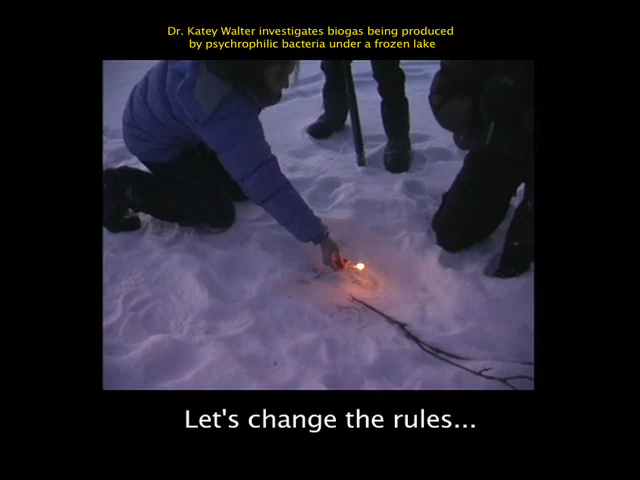 Dr. Katey Walter investigates biogas being produced
by psychrophilic bacteria under a frozen lake
Let's change the rules...